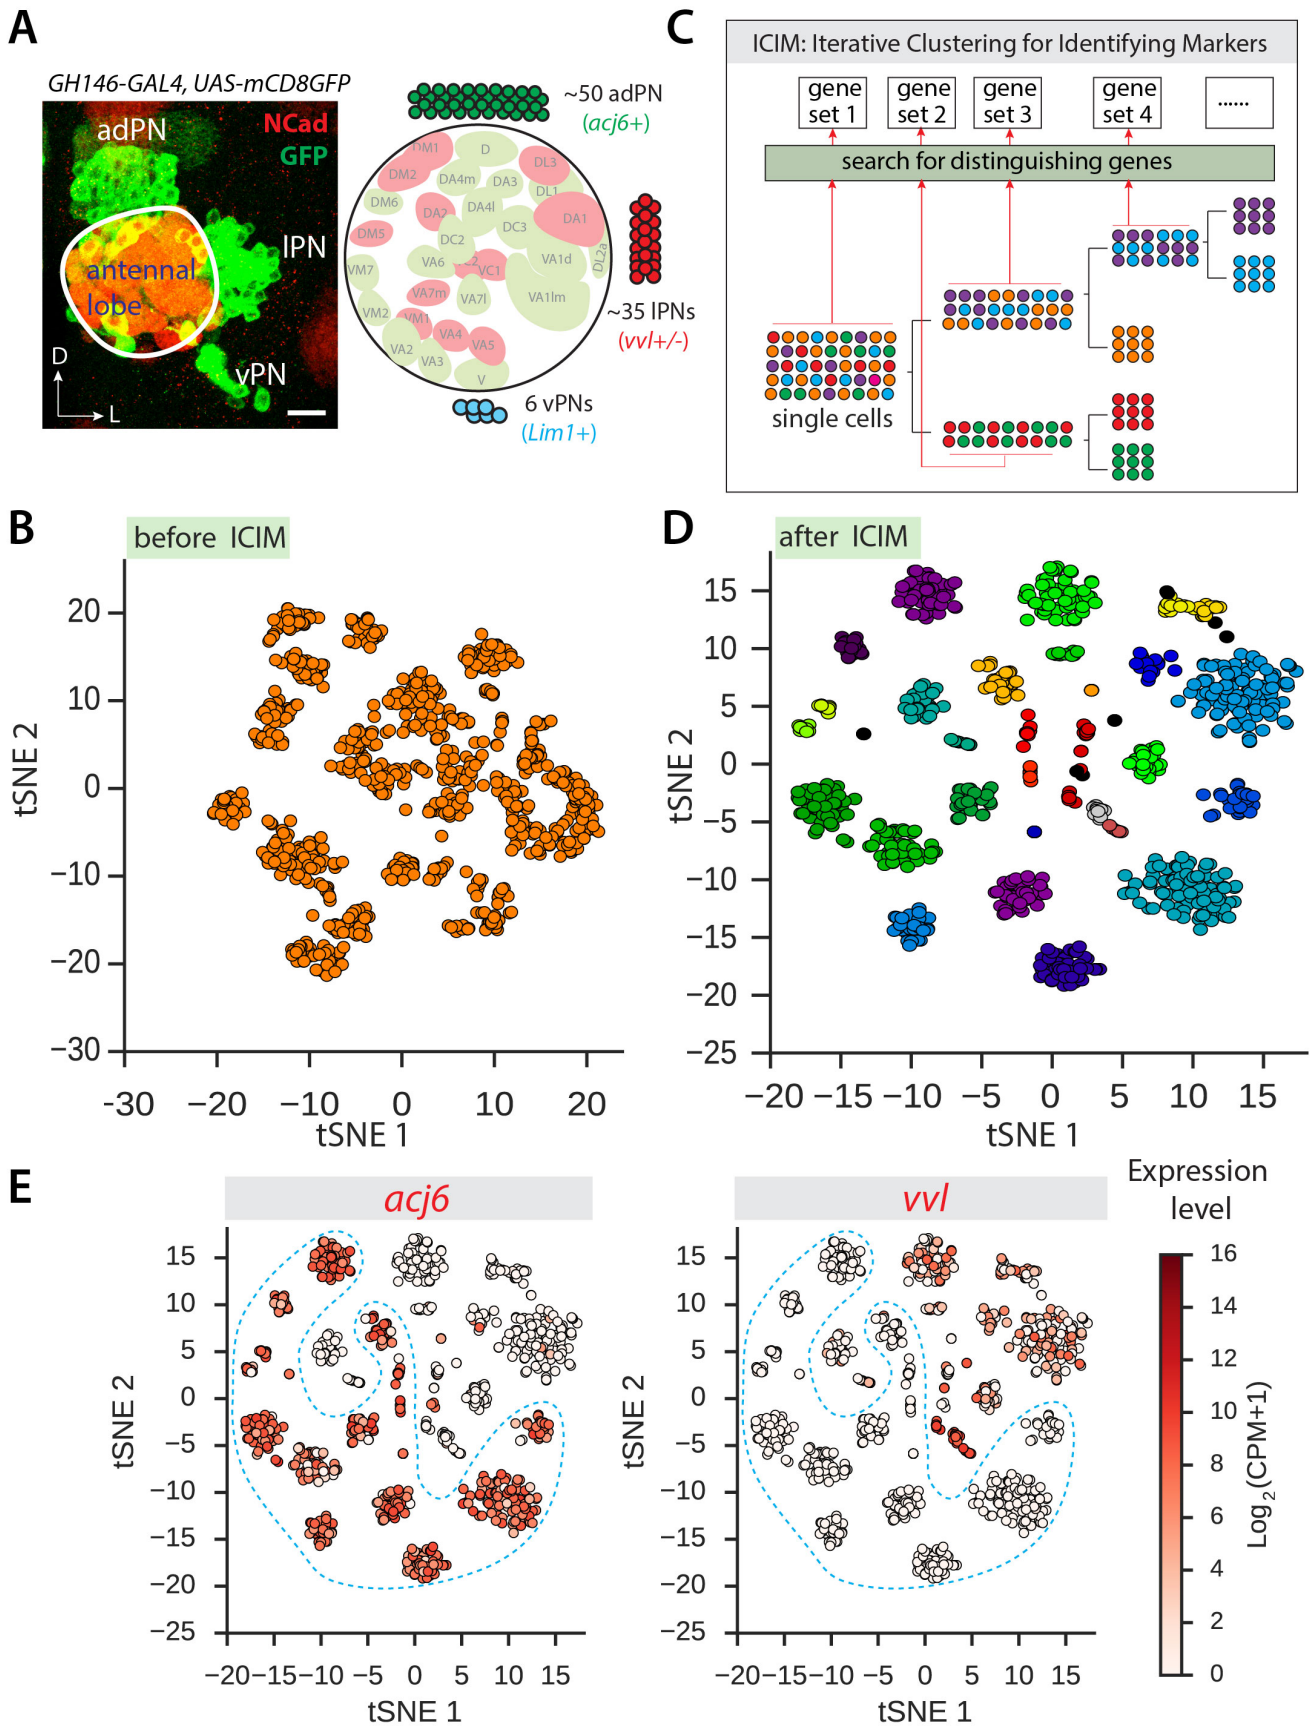 A
GH146-GAL4, UAS-mCD8GFP
adPN
NCad
GFP
lPN
antennal
lobe
vPN
D
L
~50 adPN
(acj6+)
DM1
D
DL3
DM2
DA4m
DA3
DL1
DM6
DA2
DA4l
DA1
DM5
DC2
DC3
DL2a
VA6
VC1
VA1d
VM7
VA7m
VA7l
VA1lm
VM2
VM1
VA4
VA5
VA2
VA3
V
~35 lPNs
(vvl+/-)
6 vPNs
(Lim1+)
C
ICIM: Iterative Clustering for Identifying Markers
gene
set 1
gene
set 2
gene
set 3
gene
set 4
......
search for distinguishing genes
single cells
B
before ICIM
20
10
0
−10
−20
−30
tSNE 2
-30 −20 −10 0 10 20
tSNE 1
D
after ICIM
15
10
5
0
−5
−10
−15
−20
−25
tSNE 2
−20 −15 −10 −5 0 5 10 15
tSNE 1
E
acj6
15
10
5
0
−5
−10
−15
−20
−25
tSNE 2
−20 −15 −10 −5 0 5 10 15
tSNE 1
vvl
15
10
5
0
−5
−10
−15
−20
−25
tSNE 2
−20 −15 −10 −5 0 5 10 15
tSNE 1
Expression
level
16
14
12
10
8
6
4
2
0
Log2(CPM+1)